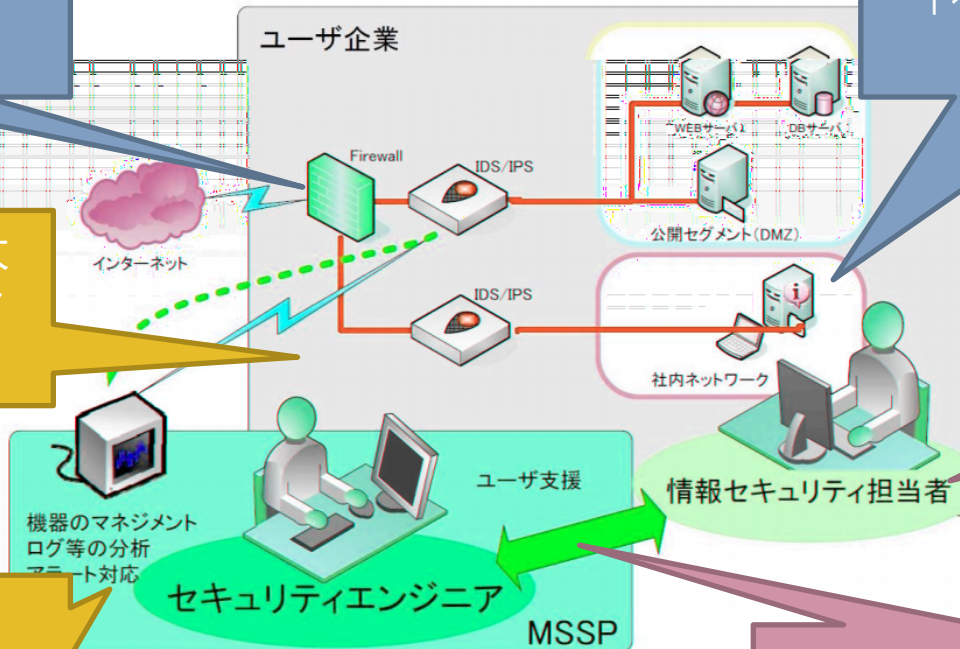 ユーザ企業
WEBサーバ
DBサーバ
Firewall
IDS/IPS
公開セグメント(DMZ)
インターネット
IDS/IPS
社内ネットワーク
ユーザ支援
情報セキュリティ担当者
機器のマネジメント
ログ等の分析
アラート対応
セキュリティエンジニア
MSSP